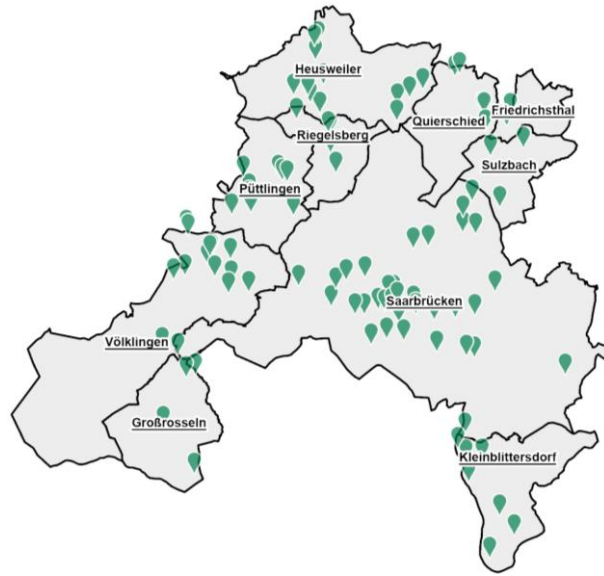 Heusweiler
Friedrichsthal
Quierschied
Riegelsberg
Sulzbach
Püttlingen
Saarbrücken
Völklingen
Großrosseln
Kleinblittersdorf